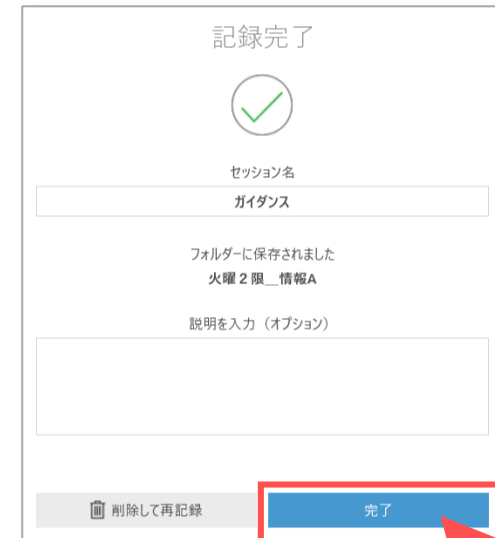 記録完了
セッション名
ガイダンス
フォルダーに保存されました
火曜２限__情報A
説明を入力（オプション）
削除して再記録
完了